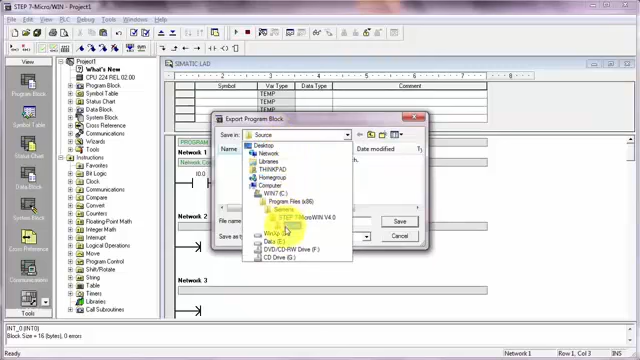 STEP 7-Micro/WIN - Project1
File Edit View PLC Debug Tools Windows Help
View
Program Block
Symbol Table
Status Chart
Data Block
System Block
Cross Reference
Communications
Tools
Project1
What's New
CPU 224 REL 02.00
Program Block
Symbol Table
Status Chart
Data Block
System Block
Cross Reference
Communications
Wizards
Tools
Instructions
Favorites
Bit Logic
Clock
Communications
Compare
Convert
Counters
Floating-Point Math
Integer Math
Interrupt
Logical Operations
Move
Program Control
Shift/Rotate
String
Table
Timers
Libraries
Call Subroutines
SIMATIC LAD
Symbol Var Type Data Type Comment
TEMP
TEMP
TEMP
PROGRAM
Network 1
I0.0
Network 2
Network 3
Export Program Block
Save in: Source
Name Date modified
Desktop
Network
Libraries
THINKPAD
Homegroup
Computer
WIN7 (C:)
Program Files (x86)
Siemens
STEP 7-MicroWIN V4.0
Data (E:)
DVD/CD-RW Drive (F:)
CD Drive (G:)
File name
Save as
Save
Cancel
INT_0 (INT0)
Block Size = 16 (bytes), 0 errors
Ready
Network 1 Row 1, Col 3 INS